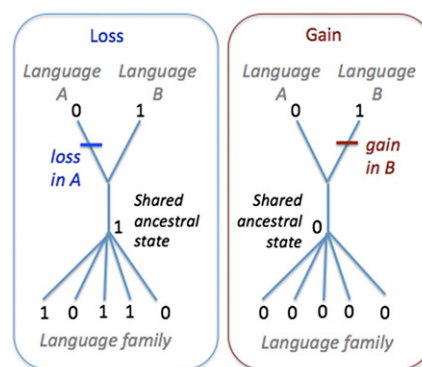 Loss
Language A
Language B
0 1
loss in A
Shared ancestral state
1
1 0 1 1 0
Language family
Gain
Language A
Language B
0 1
gain in B
Shared ancestral state
0
0 0 0 0 0
Language family